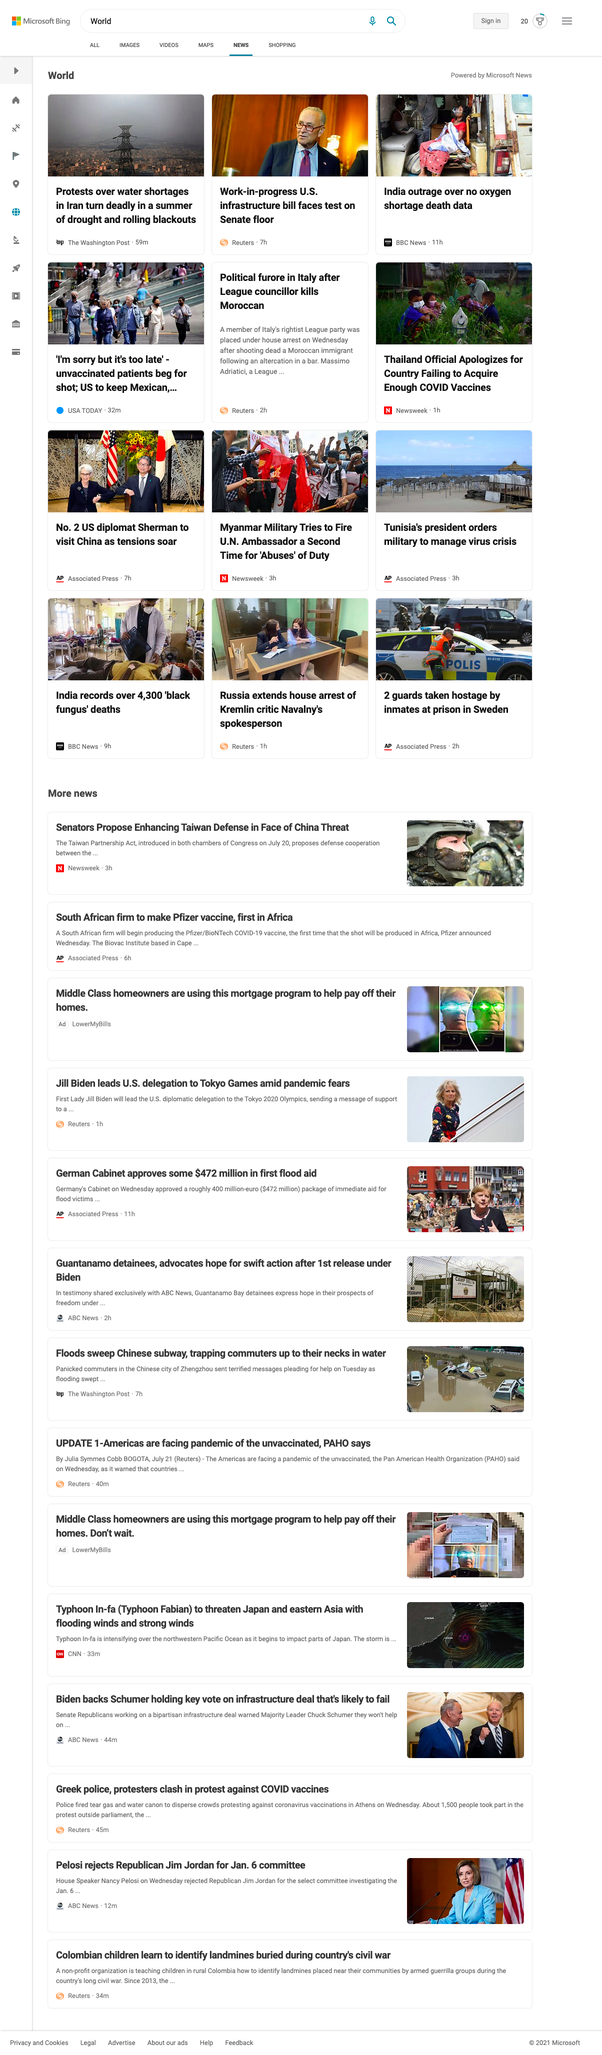 Microsoft Bing
World
Sign in
20
ALL IMAGES VIDEOS MAPS NEWS SHOPPING
World
Powered by Microsoft News
Protests over water shortages
in Iran turn deadly in a summer
of drought and rolling blackouts
wp The Washington Post · 59m
Work-in-progress U.S.
infrastructure bill faces test on
Senate floor
Reuters · 7h
India outrage over no oxygen
shortage death data
BBC News · 11h
'I'm sorry but it's too late' -
unvaccinated patients beg for
shot; US to keep Mexican,...
USA TODAY · 32m
Political furore in Italy after
League councillor kills
Moroccan
A member of Italy's rightist League party was
placed under house arrest on Wednesday
after shooting dead a Moroccan immigrant
following an altercation in a bar. Massimo
Adriatici, a League ...
Reuters · 2h
Thailand Official Apologizes for
Country Failing to Acquire
Enough COVID Vaccines
N Newsweek · 1h
No. 2 US diplomat Sherman to
visit China as tensions soar
AP Associated Press · 7h
Myanmar Military Tries to Fire
U.N. Ambassador a Second
Time for 'Abuses' of Duty
N Newsweek · 3h
Tunisia's president orders
military to manage virus crisis
AP Associated Press · 3h
India records over 4,300 'black
fungus' deaths
BBC News · 9h
Russia extends house arrest of
Kremlin critic Navalny's
spokesperson
Reuters · 1h
POLIS
2 guards taken hostage by
inmates at prison in Sweden
AP Associated Press · 2h
More news
Senators Propose Enhancing Taiwan Defense in Face of China Threat
The Taiwan Partnership Act, introduced in both chambers of Congress on July 20, proposes defense cooperation
between the ...
N Newsweek · 3h
South African firm to make Pfizer vaccine, first in Africa
A South African firm will begin producing the Pfizer/BioNTech COVID-19 vaccine, the first time that the shot will be produced in Africa, Pfizer announced
Wednesday. The Biovac Institute based in Cape ...
AP Associated Press · 6h
Middle Class homeowners are using this mortgage program to help pay off their
homes.
Ad LowerMyBills
Jill Biden leads U.S. delegation to Tokyo Games amid pandemic fears
First Lady Jill Biden will lead the U.S. diplomatic delegation to the Tokyo 2020 Olympics, sending a message of support
to a ...
Reuters · 1h
German Cabinet approves some $472 million in first flood aid
Germany's Cabinet on Wednesday approved a roughly 400 million-euro ($472 million) package of immediate aid for
flood victims ...
AP Associated Press · 11h
Guantanamo detainees, advocates hope for swift action after 1st release under
Biden
In testimony shared exclusively with ABC News, Guantanamo Bay detainees express hope in their prospects of
freedom under ...
ABC News · 2h
Floods sweep Chinese subway, trapping commuters up to their necks in water
Panicked commuters in the Chinese city of Zhengzhou sent terrified messages pleading for help on Tuesday as
flooding swept ...
wp The Washington Post · 7h
UPDATE 1-Americas are facing pandemic of the unvaccinated, PAHO says
By Julia Symmes Cobb BOGOTA, July 21 (Reuters) - The Americas are facing a pandemic of the unvaccinated, the Pan American Health Organization (PAHO) said
on Wednesday, as it warned that countries ...
Reuters · 40m
Middle Class homeowners are using this mortgage program to help pay off their
homes. Don't wait.
Ad LowerMyBills
Typhoon In-fa (Typhoon Fabian) to threaten Japan and eastern Asia with
flooding winds and strong winds
Typhoon In-fa is intensifying over the northwestern Pacific Ocean as it begins to impact parts of Japan. The storm is ...
CNN CNN · 33m
Biden backs Schumer holding key vote on infrastructure deal that's likely to fail
Senate Republicans working on a bipartisan infrastructure deal warned Majority Leader Chuck Schumer they won't help
on ...
ABC News · 44m
Greek police, protesters clash in protest against COVID vaccines
Police fired tear gas and water canon to disperse crowds protesting against coronavirus vaccinations in Athens on Wednesday. About 1,500 people took part in the
protest outside parliament, the ...
Reuters · 45m
Pelosi rejects Republican Jim Jordan for Jan. 6 committee
House Speaker Nancy Pelosi on Wednesday rejected Republican Jim Jordan for the select committee investigating the
Jan. 6 ...
ABC News · 12m
Colombian children learn to identify landmines buried during country's civil war
A non-profit organization is teaching children in rural Colombia how to identify landmines placed near their communities by armed guerrilla groups during the
country's long civil war. Since 2013, the ...
Reuters · 34m
Privacy and Cookies Legal Advertise About our ads Help Feedback © 2021 Microsoft